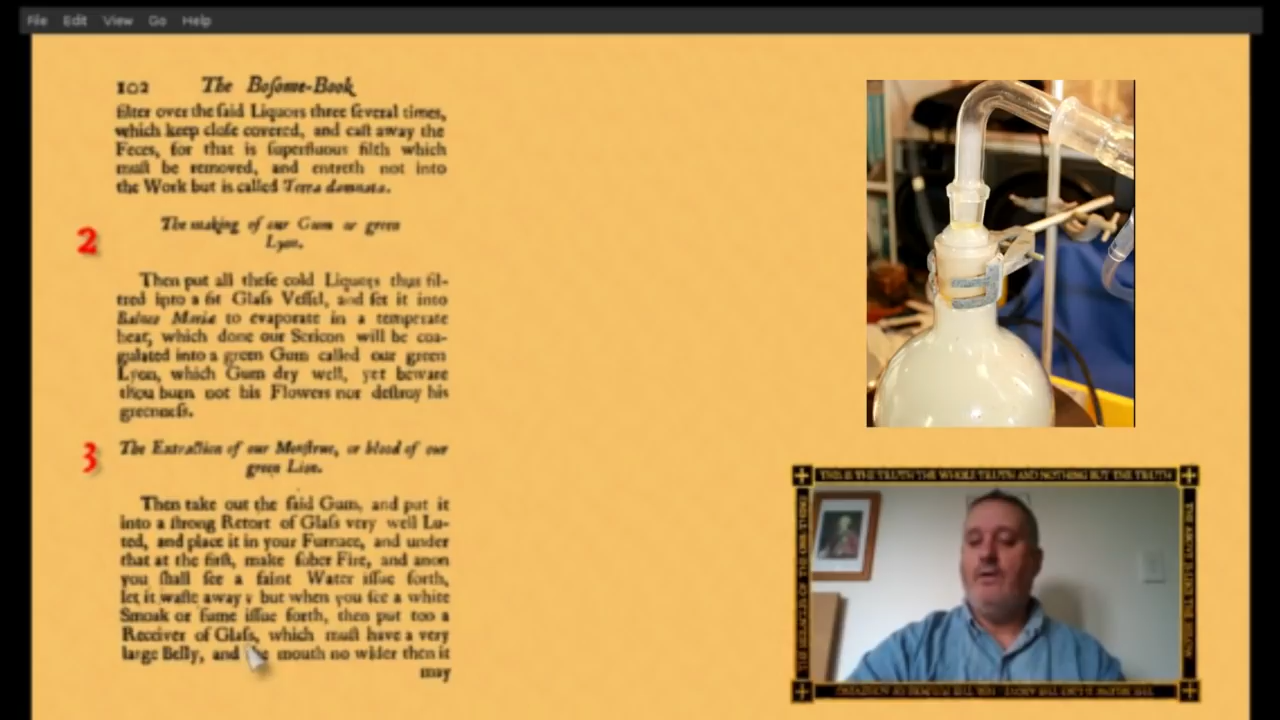 File Edit View Go Help
102 The Boſome-Book
filter over the ſaid Liquors three ſeveral times,
which keep cloſe covered, and caſt away the
Feces, for that is ſuperfluous filth which
muſt be removed, and entreth not into
the Work but is called Terra damnata.
2
The making of our Gum or green
Lyon.
Then put all theſe cold Liquors thus fil-
tred into a fit Glaſs Veſſel, and ſet it into
Balneo Mariæ to evaporate in a temperate
heat, which done our Sericon will be coa-
gulated into a green Gum called our green
Lyon, which Gum dry well, yet beware
thou burn not his Flowers nor deſtroy his
greeneſs.
3
The Extraction of our Menſtrue, or blood of our
green Lion.
Then take out the ſaid Gum, and put it
into a ſtrong Retort of Glaſs very well Lu-
ted, and place it in your Furnace, and under
that at the firſt, make ſober Fire, and anon
you ſhall ſee a faint Water iſſue forth,
let it waſte away, but when you ſee a white
Smoak or fume iſſue forth, then put too a
Receiver of Glaſs, which muſt have a very
large Belly, and the mouth no wider then it
may
THIS IS THE TRUTH THE WHOLE TRUTH AND NOTHING BUT THE TRUTH